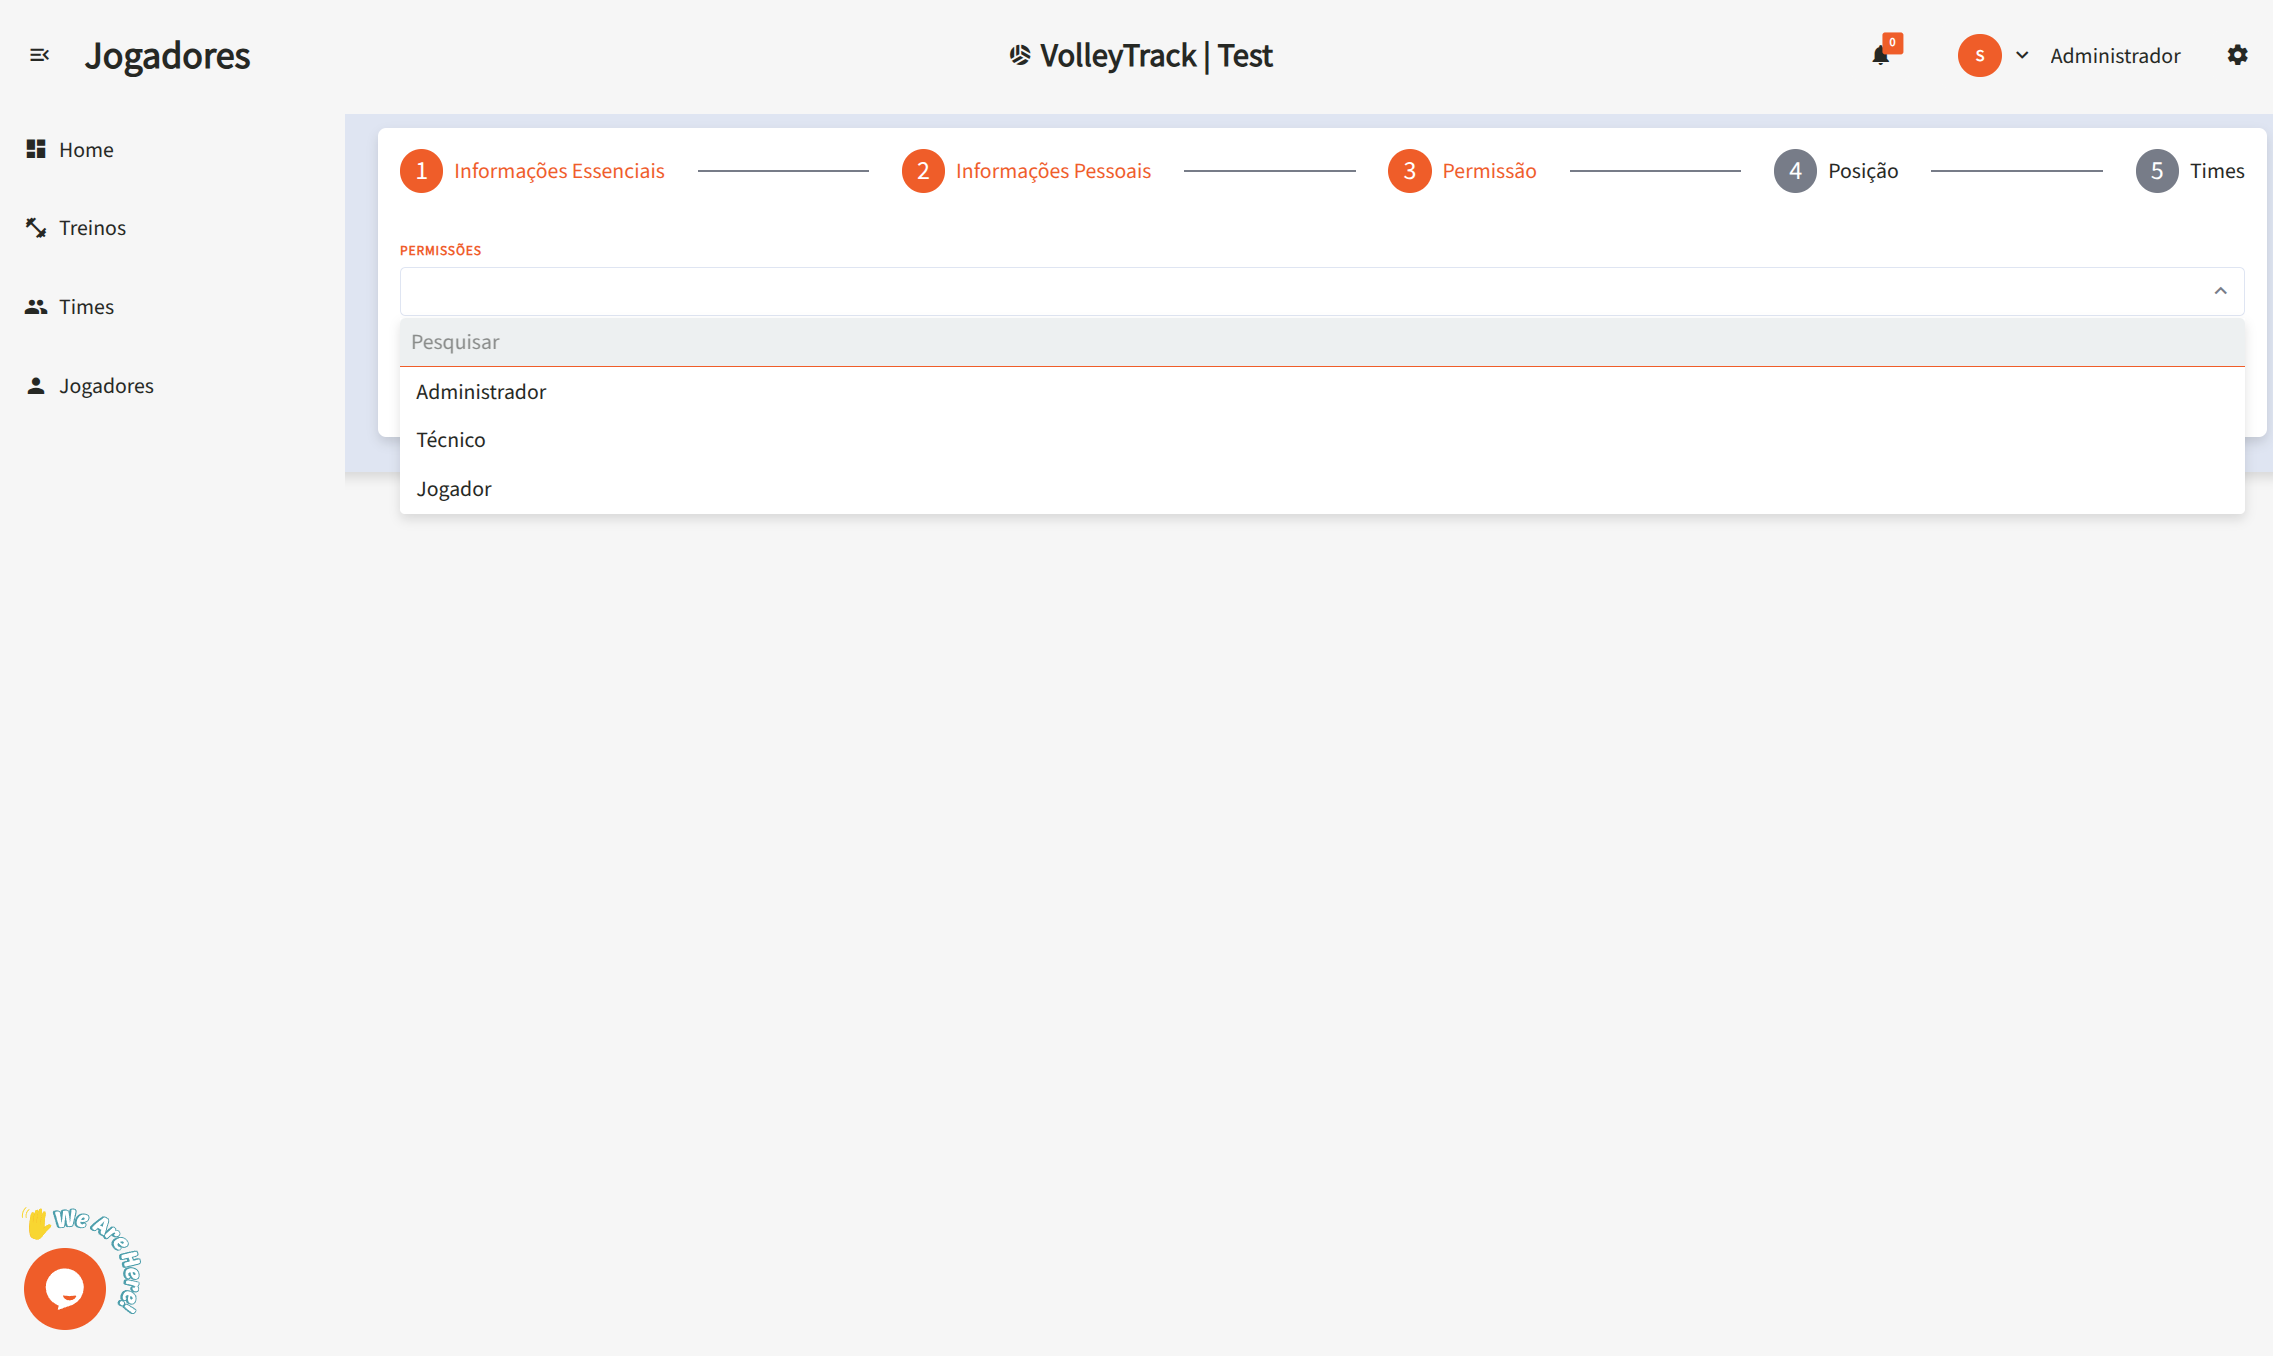 Jogadores
VolleyTrack | Test
0
S
Administrador
Home
Treinos
Times
Jogadores
1 Informações Essenciais
2 Informações Pessoais
3 Permissão
4 Posição
5 Times
PERMISSÕES
Pesquisar
Administrador
Técnico
Jogador
We Are Here!